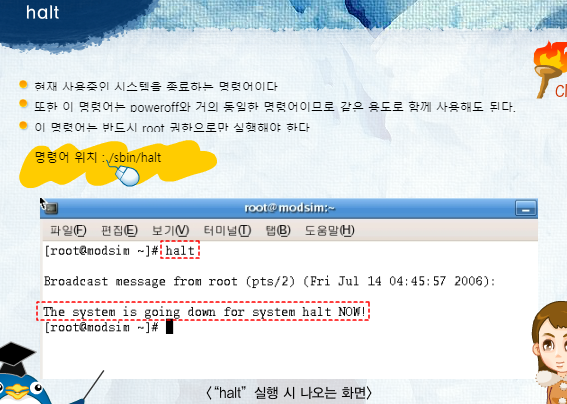 halt
현재 사용중인 시스템을 종료하는 명령어이다
또한 이 명령어는 poweroff와 거의 동일한 명령어이므로 같은 용도로 함께 사용해도 된다.
이 명령어는 반드시 root 권한으로만 실행해야 한다
명령어 위치 : /sbin/halt
root@modsim:~
파일(F) 편집(E) 보기(V) 터미널(T) 탭(B) 도움말(H)
[root@modsim ~]# halt
Broadcast message from root (pts/2) (Fri Jul 14 04:45:57 2006):
The system is going down for system halt NOW!
[root@modsim ~]#
<“halt” 실행 시 나오는 화면>